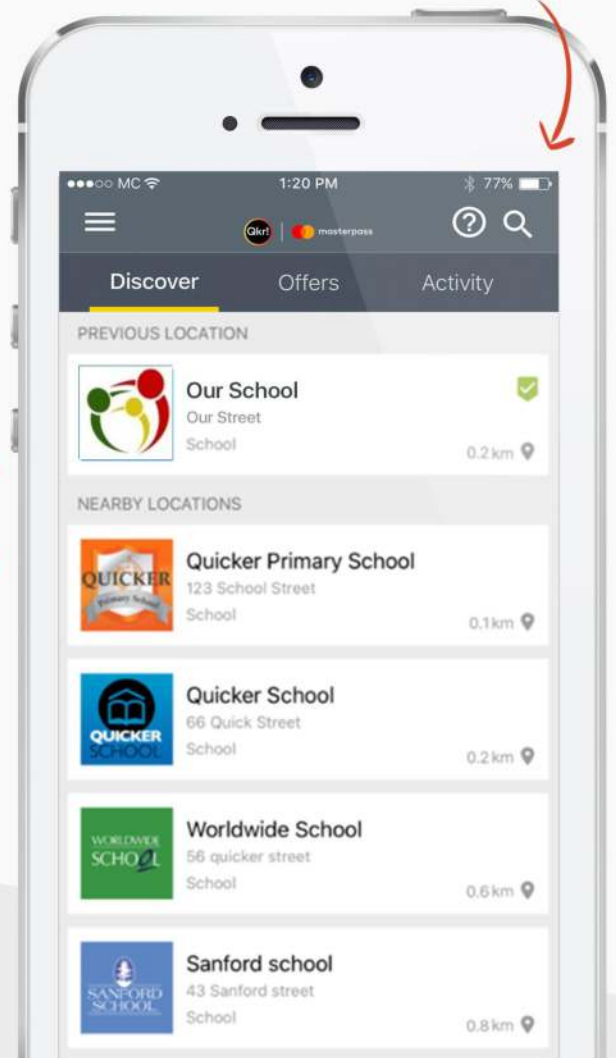 MC
1:20 PM
77%
Qkr!
masterpass
Discover
Offers
Activity
PREVIOUS LOCATION
Our School
Our Street
School
0.2 km
NEARBY LOCATIONS
QUICKER
Primary School
Quicker Primary School
123 School Street
School
0.1 km
QUICKER
SCHOOL
Quicker School
66 Quick Street
School
0.2 km
WORLDWIDE
SCHOOL
Worldwide School
56 quicker street
School
0.6 km
SANFORD
SCHOOL
Sanford school
43 Sanford street
School
0.8 km